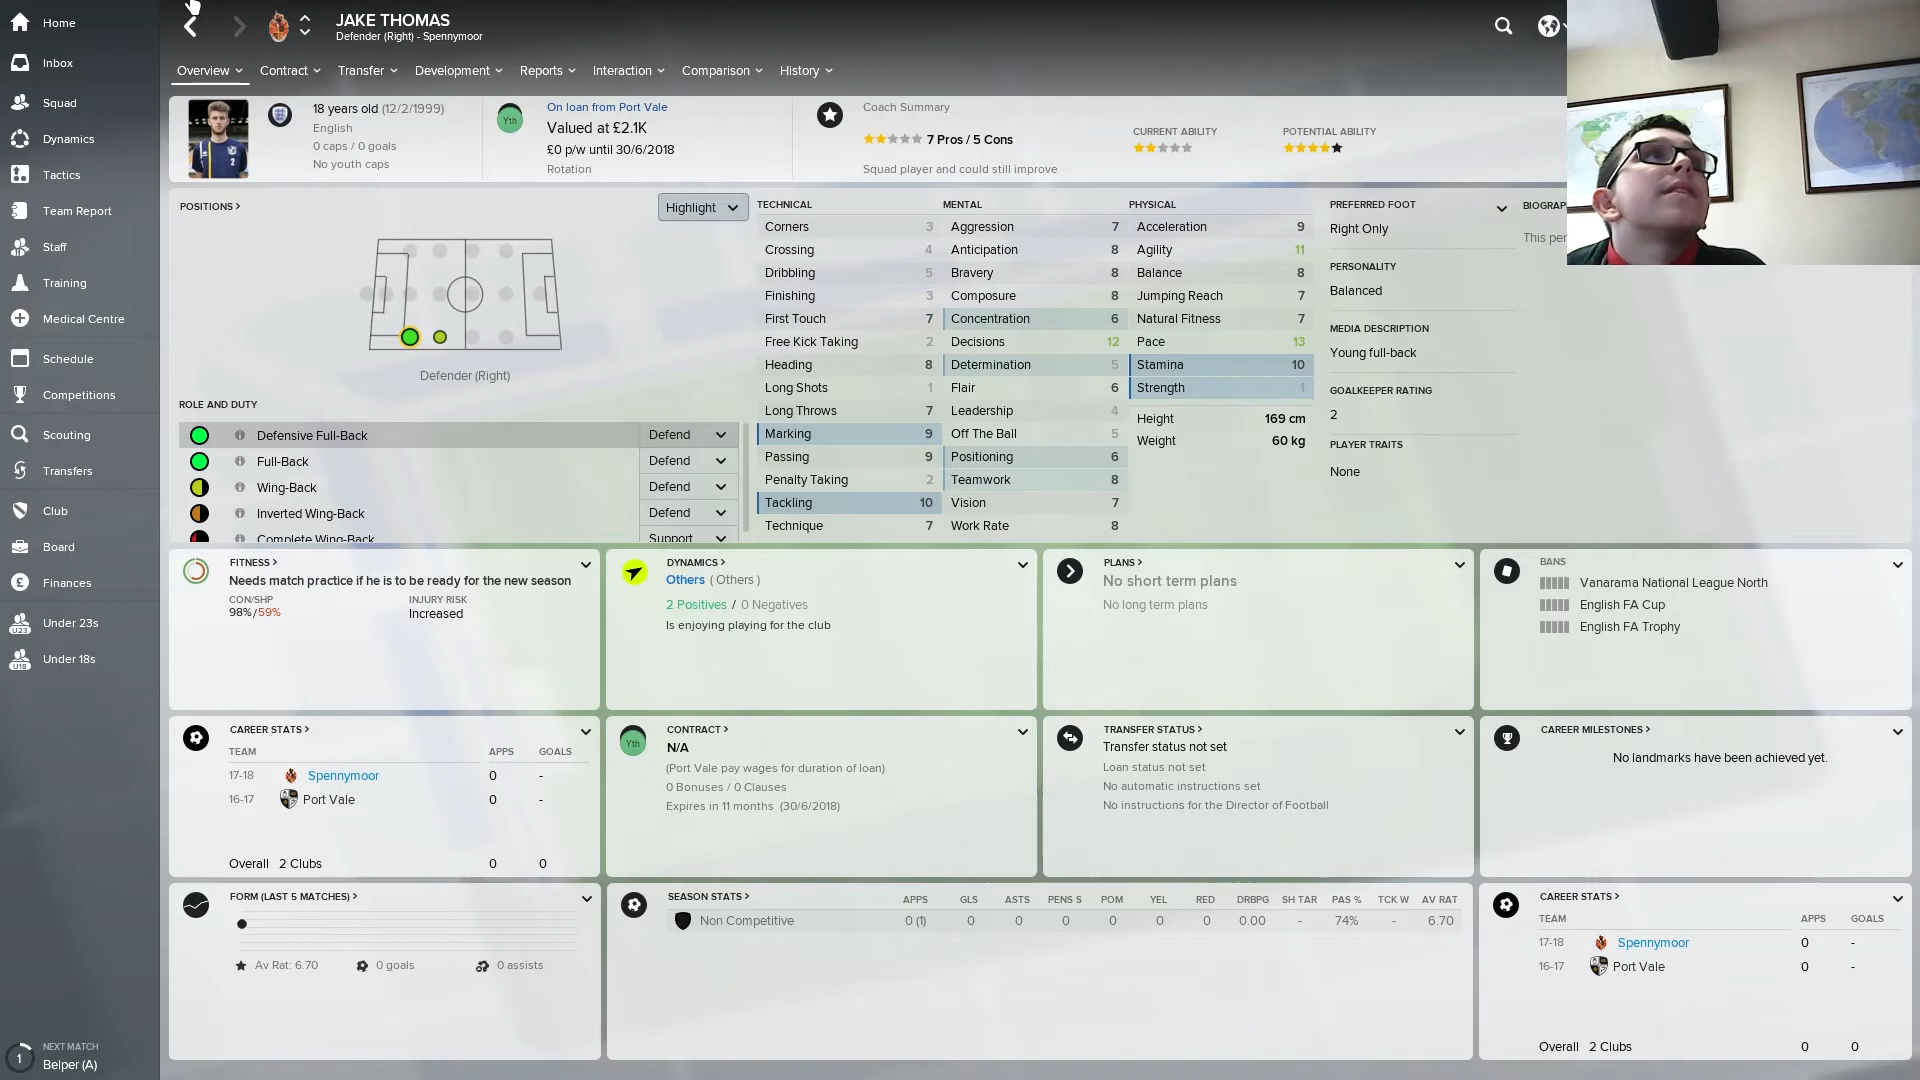 Home
Inbox
Squad
Dynamics
Tactics
Team Report
Staff
Training
Medical Centre
Schedule
Competitions
Scouting
Transfers
Club
Board
Finances
Under 23s
Under 18s
NEXT MATCH
1 Belper (A)
JAKE THOMAS
Defender (Right) - Spennymoor
Overview Contract Transfer Development Reports Interaction Comparison History
18 years old (12/2/1999)
English
0 caps / 0 goals
No youth caps
Yth
On loan from Port Vale
Valued at £2.1K
£0 p/w until 30/6/2018
Rotation
Coach Summary
7 Pros / 5 Cons
Squad player and could still improve
CURRENT ABILITY
POTENTIAL ABILITY
POSITIONS >
Highlight
Defender (Right)
ROLE AND DUTY
Defensive Full-Back Defend
Full-Back Defend
Wing-Back Defend
Inverted Wing-Back Defend
Complete Wing-Back Support
TECHNICAL
Corners 3
Crossing 4
Dribbling 5
Finishing 3
First Touch 7
Free Kick Taking 2
Heading 8
Long Shots 1
Long Throws 7
Marking 9
Passing 9
Penalty Taking 2
Tackling 10
Technique 7
MENTAL
Aggression 7
Anticipation 8
Bravery 8
Composure 8
Concentration 6
Decisions 12
Determination 5
Flair 6
Leadership 4
Off The Ball 5
Positioning 6
Teamwork 8
Vision 7
Work Rate 8
PHYSICAL
Acceleration 9
Agility 11
Balance 8
Jumping Reach 7
Natural Fitness 7
Pace 13
Stamina 10
Strength 1
Height 169 cm
Weight 60 kg
PREFERRED FOOT
Right Only
PERSONALITY
Balanced
MEDIA DESCRIPTION
Young full-back
GOALKEEPER RATING
2
PLAYER TRAITS
None
BIOGRAP
This per
FITNESS >
Needs match practice if he is to be ready for the new season
CON/SHP INJURY RISK
98%/59% Increased
DYNAMICS >
Others ( Others )
2 Positives / 0 Negatives
Is enjoying playing for the club
PLANS >
No short term plans
No long term plans
BANS
Vanarama National League North
English FA Cup
English FA Trophy
CAREER STATS >
TEAM APPS GOALS
17-18 Spennymoor 0 -
16-17 Port Vale 0 -
Overall 2 Clubs 0 0
Yth
CONTRACT >
N/A
(Port Vale pay wages for duration of loan)
0 Bonuses / 0 Clauses
Expires in 11 months (30/6/2018)
TRANSFER STATUS >
Transfer status not set
Loan status not set
No automatic instructions set
No instructions for the Director of Football
CAREER MILESTONES >
No landmarks have been achieved yet.
FORM (LAST 5 MATCHES) >
Av Rat: 6.70 0 goals 0 assists
SEASON STATS > APPS GLS ASTS PENS S POM YEL RED DRBPG SH TAR PAS % TCK W AV RAT
Non Competitive 0 (1) 0 0 0 0 0 0 0.00 - 74% - 6.70
CAREER STATS >
TEAM APPS GOALS
17-18 Spennymoor 0 -
16-17 Port Vale 0 -
Overall 2 Clubs 0 0